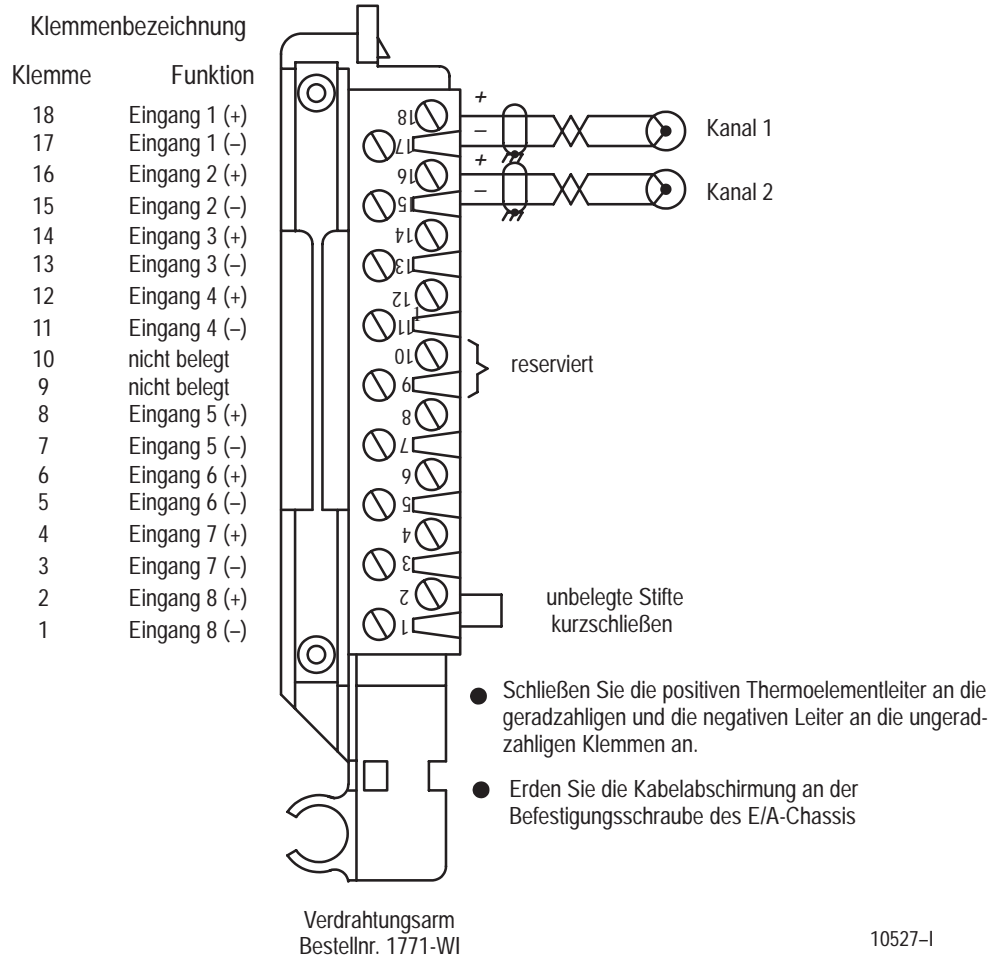 Klemmenbezeichnung
Klemme Funktion
18 Eingang 1 (+)
17 Eingang 1 (–)
16 Eingang 2 (+)
15 Eingang 2 (–)
14 Eingang 3 (+)
13 Eingang 3 (–)
12 Eingang 4 (+)
11 Eingang 4 (–)
10 nicht belegt
9 nicht belegt
8 Eingang 5 (+)
7 Eingang 5 (–)
6 Eingang 6 (+)
5 Eingang 6 (–)
4 Eingang 7 (+)
3 Eingang 7 (–)
2 Eingang 8 (+)
1 Eingang 8 (–)
18
17
16
15
14
13
12
11
10
9
8
7
6
5
4
3
2
1
+
–
+
–
Kanal 1
Kanal 2
reserviert
unbelegte Stifte
kurzschließen
● Schließen Sie die positiven Thermoelementleiter an die
geradzahligen und die negativen Leiter an die ungerad-
zahligen Klemmen an.
● Erden Sie die Kabelabschirmung an der
Befestigungsschraube des E/A-Chassis
Verdrahtungsarm
Bestellnr. 1771-WI
10527–I